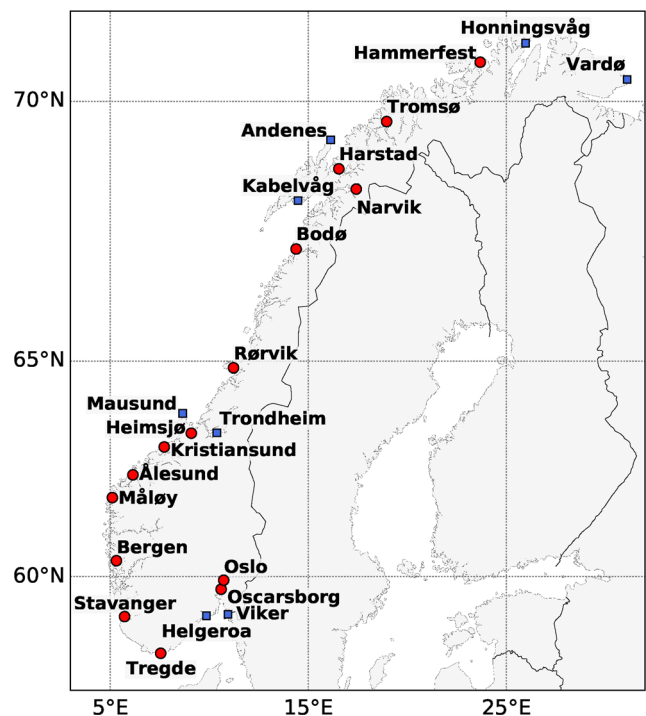 Honningsvåg
Hammerfest
Vardø
70°N
Tromsø
Andenes
Harstad
Kabelvåg
Narvik
Bodø
Rørvik
65°N
Mausund
Trondheim
Heimsjø
Kristiansund
Ålesund
Måløy
Bergen
Oslo
60°N
Oscarsborg
Stavanger
Viker
Helgeroa
Tregde
5°E
15°E
25°E